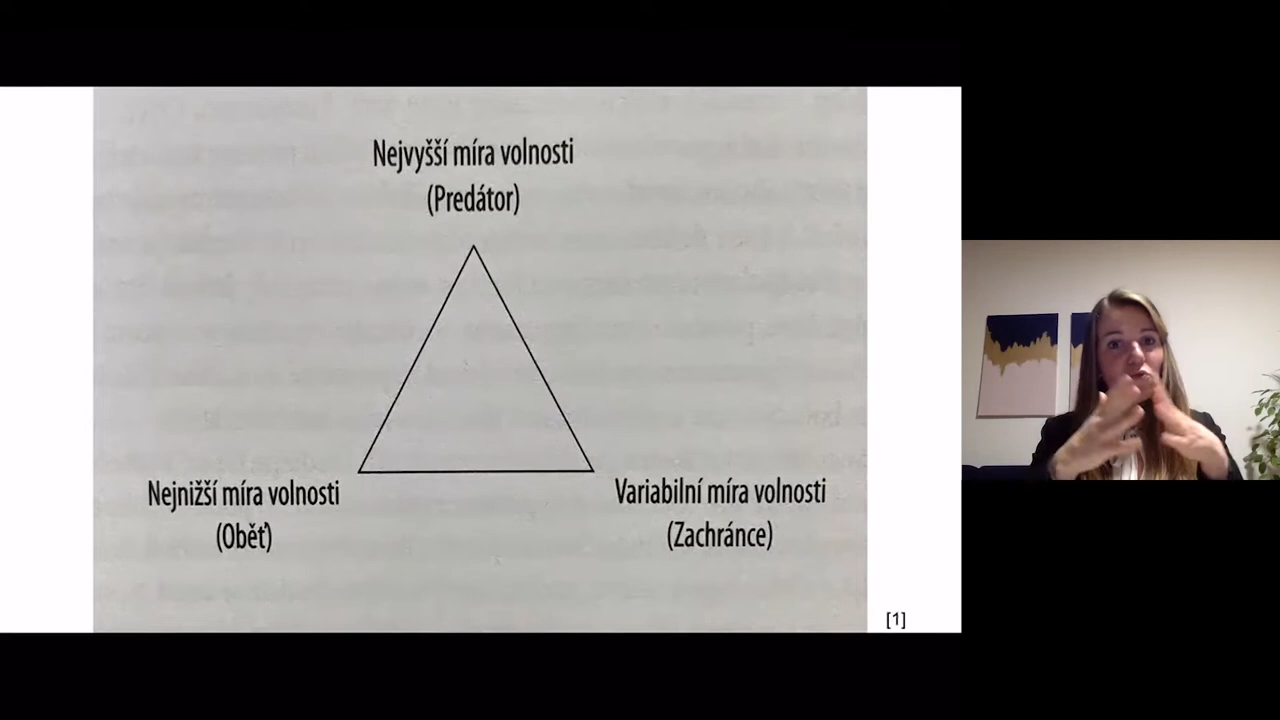 Nejvyšší míra volnosti
(Predátor)
Nejnižší míra volnosti
(Oběť)
Variabilní míra volnosti
(Zachránce)
[1]